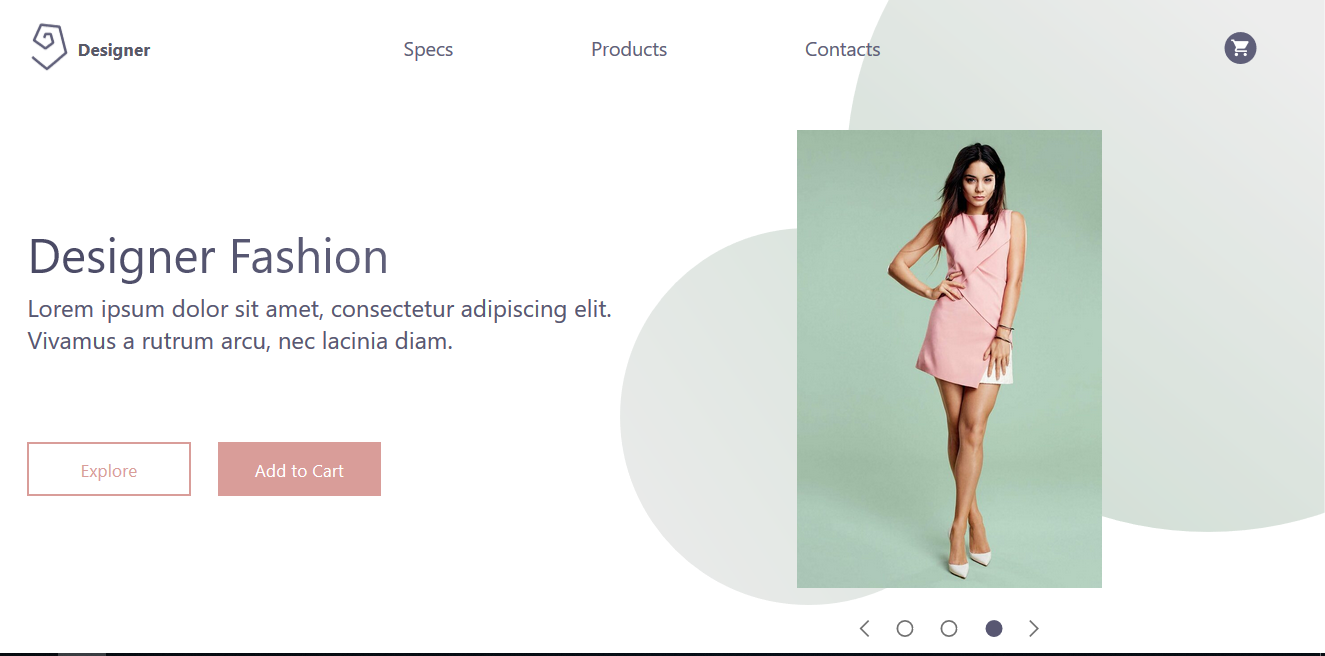 Designer
Specs
Products
Contacts
Designer Fashion
Lorem ipsum dolor sit amet, consectetur adipiscing elit.
Vivamus a rutrum arcu, nec lacinia diam.
Explore
Add to Cart